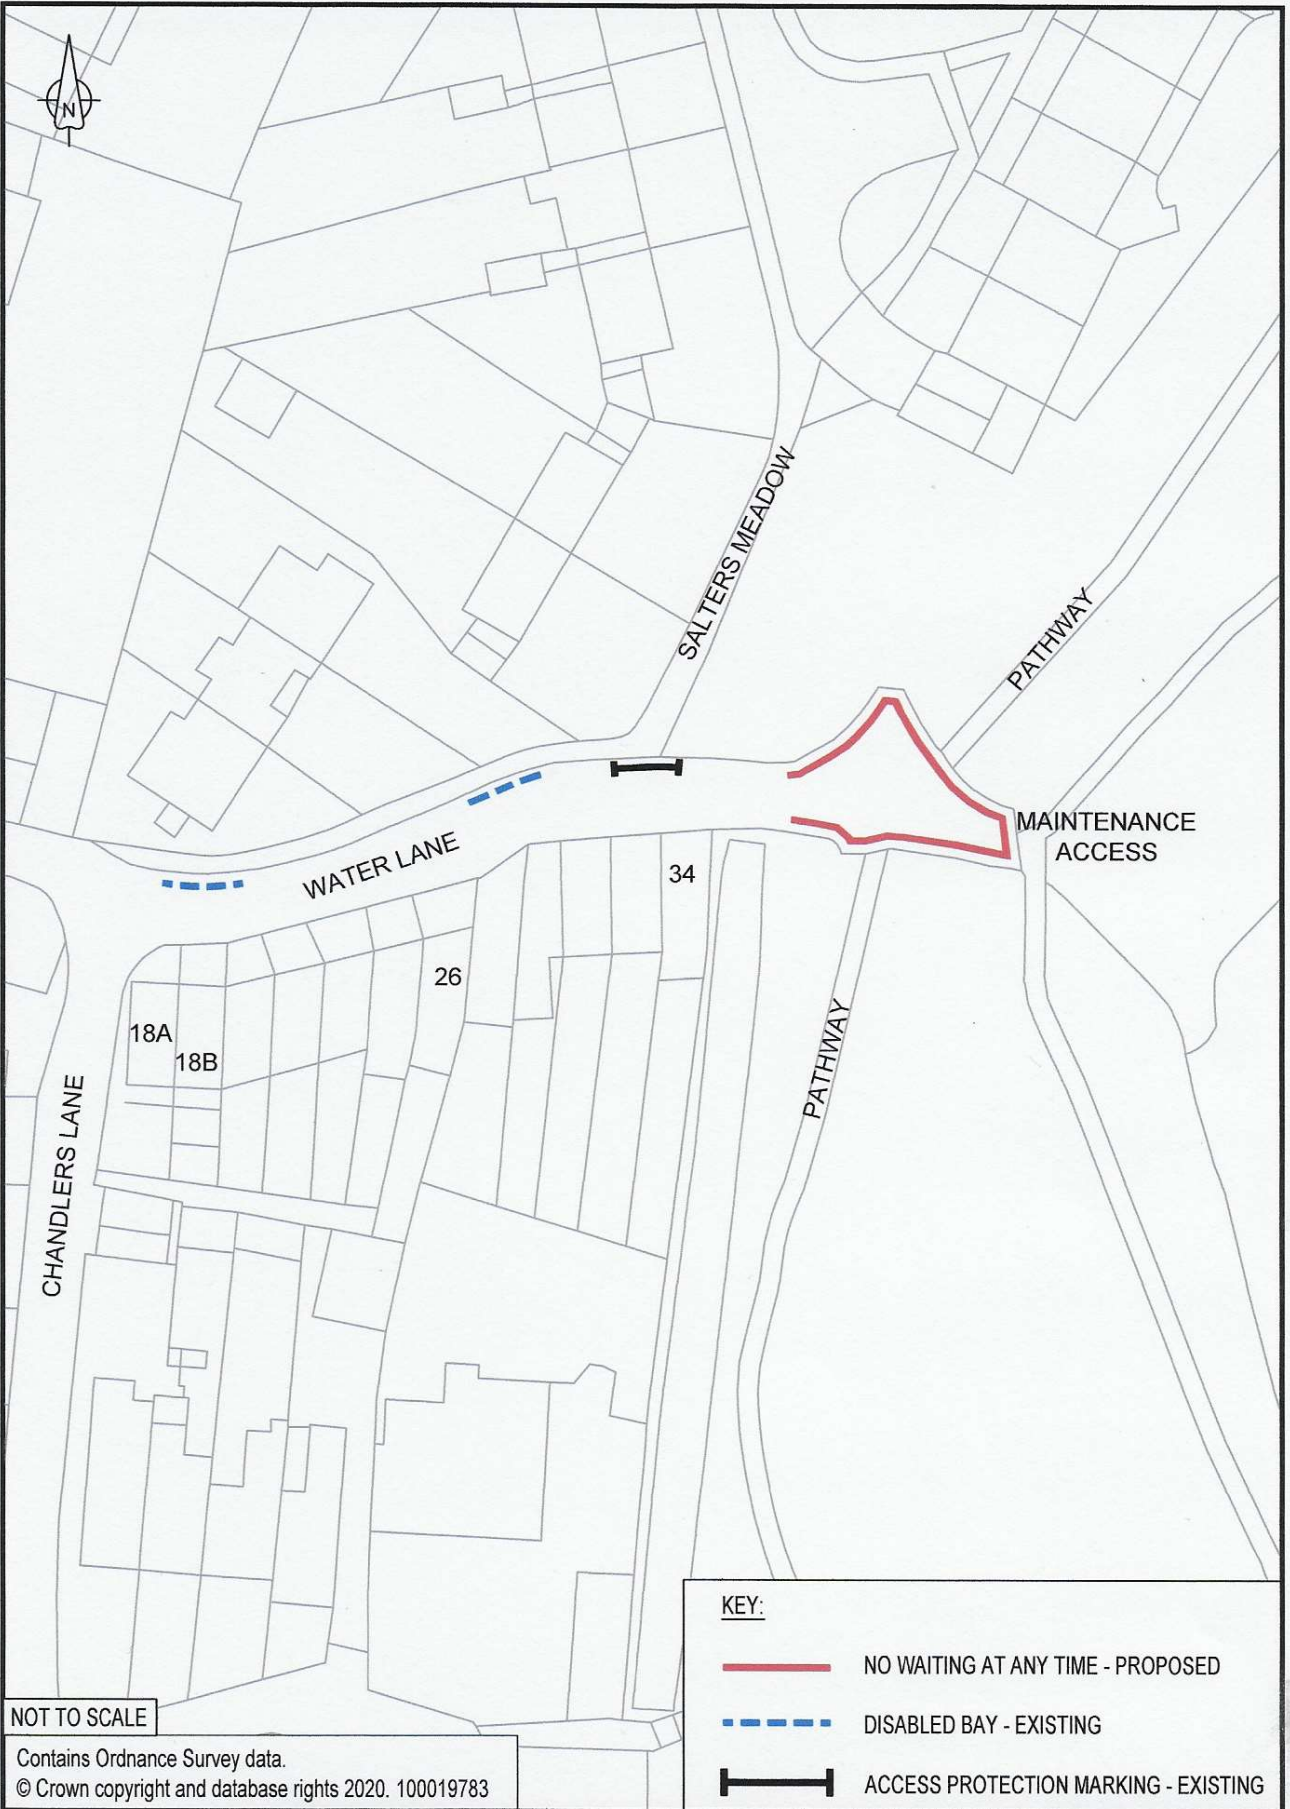 N
SALTERS MEADOW
PATHWAY
MAINTENANCE
ACCESS
WATER LANE
34
26
18A
18B
PATHWAY
CHANDLERS LANE
KEY:
NO WAITING AT ANY TIME - PROPOSED
DISABLED BAY - EXISTING
ACCESS PROTECTION MARKING - EXISTING
NOT TO SCALE
Contains Ordnance Survey data.
© Crown copyright and database rights 2020. 100019783